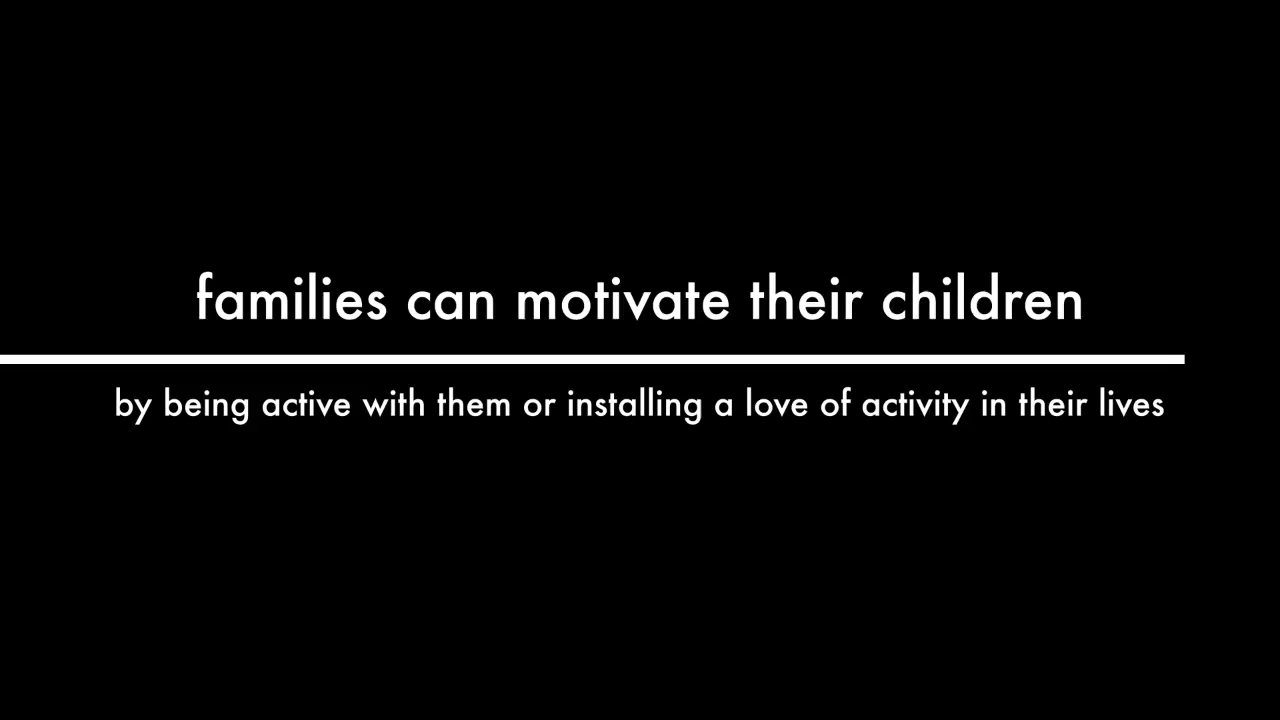 families can motivate their children
by being active with them or installing a love of activity in their lives